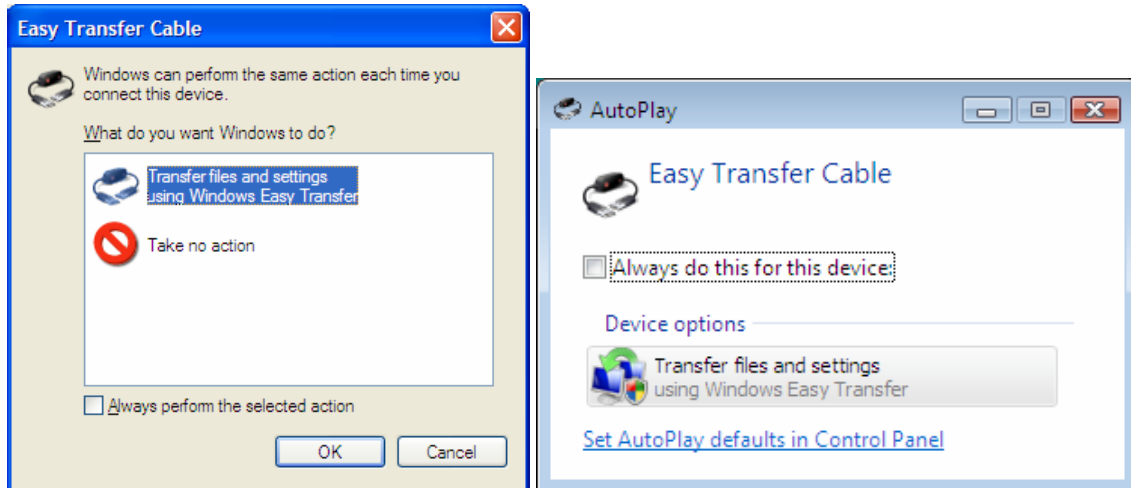 Easy Transfer Cable
Windows can perform the same action each time you
connect this device.
What do you want Windows to do?
Transfer files and settings
using Windows Easy Transfer
Take no action
Always perform the selected action
OK
Cancel
AutoPlay
Easy Transfer Cable
Always do this for this device:
Device options
Transfer files and settings
using Windows Easy Transfer
Set AutoPlay defaults in Control Panel